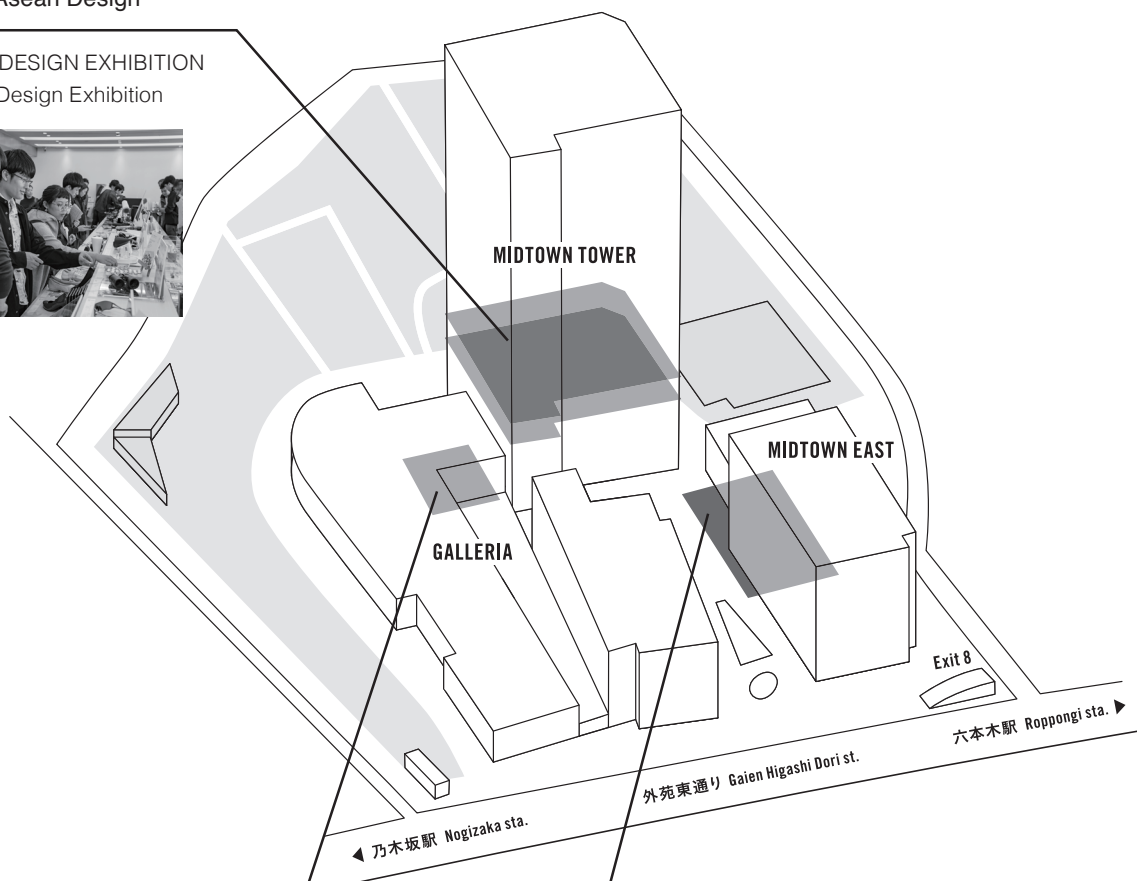 Asean Design
DESIGN EXHIBITION
Design Exhibition
MIDTOWN TOWER
MIDTOWN EAST
GALLERIA
Exit 8
六本木駅 Roppongi sta. ▶
外苑東通り Gaien Higashi Dori st.
◀ 乃木坂駅 Nogizaka sta.